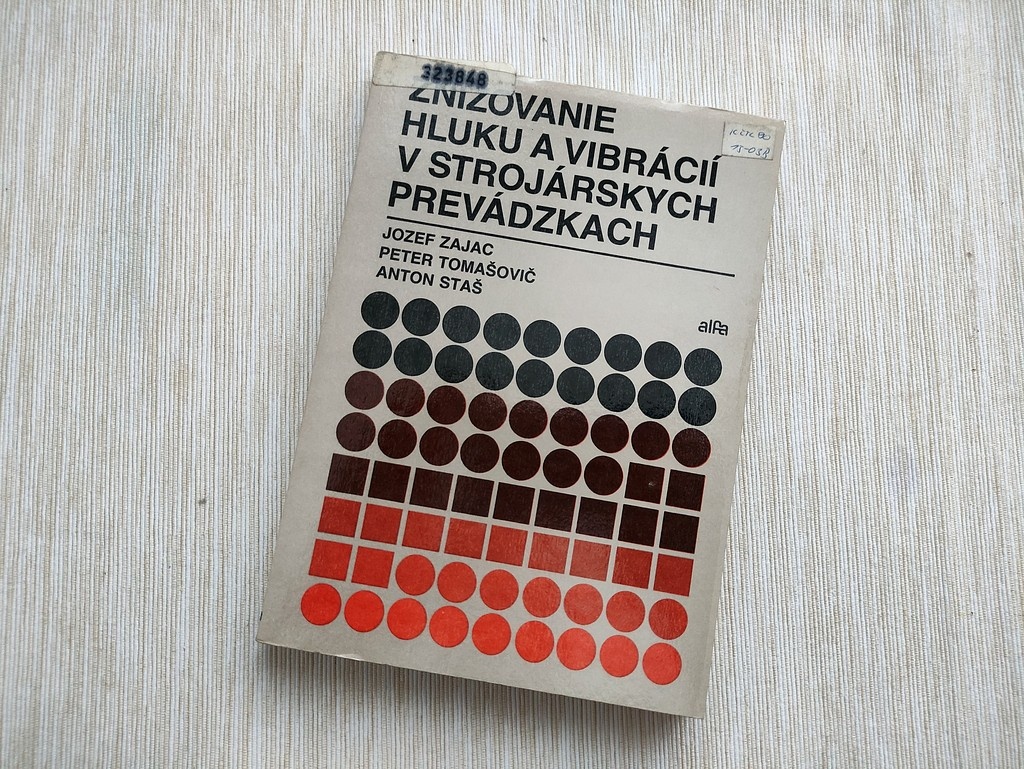 323848
ZNIŽOVANIE
HLUKU A VIBRÁCIÍ
V STROJÁRSKYCH
PREVÁDZKACH
JOZEF ZAJAC
PETER TOMAŠOVIČ
ANTON STAŠ
alfa